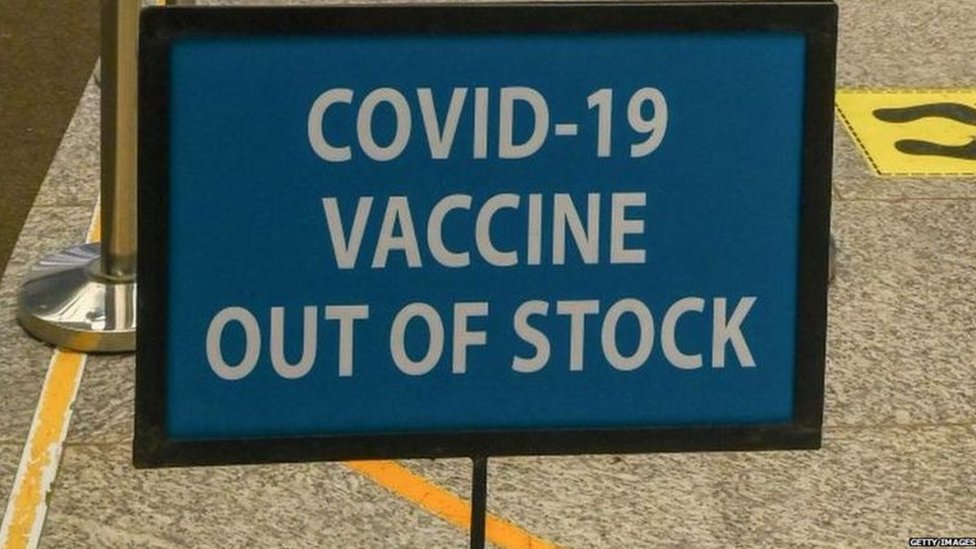 COVID-19
VACCINE
OUT OF STOCK
GETTY IMAGES